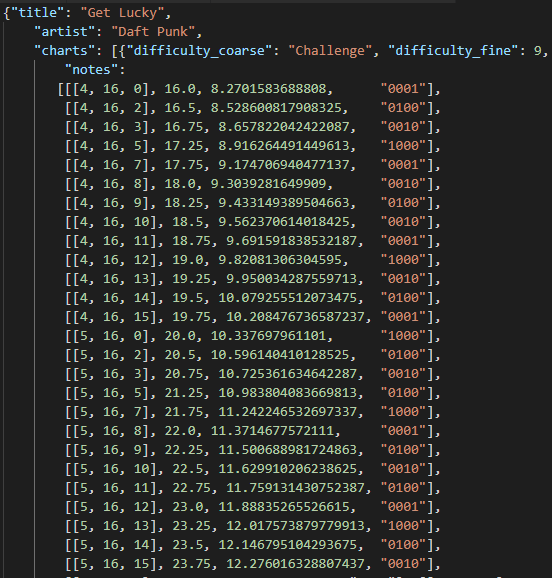 {"title": "Get Lucky",
"artist": "Daft Punk",
"charts": [{"difficulty_coarse": "Challenge", "difficulty_fine": 9,
"notes":
[[[4, 16, 0], 16.0, 8.2701583688808, "0001"],
[[4, 16, 2], 16.5, 8.528600817908325, "0100"],
[[4, 16, 3], 16.75, 8.657822042422087, "0010"],
[[4, 16, 5], 17.25, 8.916264491449613, "1000"],
[[4, 16, 7], 17.75, 9.174706940477137, "0001"],
[[4, 16, 8], 18.0, 9.3039281649909, "0010"],
[[4, 16, 9], 18.25, 9.433149389504663, "0100"],
[[4, 16, 10], 18.5, 9.562370614018425, "0010"],
[[4, 16, 11], 18.75, 9.691591838532187, "0001"],
[[4, 16, 12], 19.0, 9.82081306304595, "1000"],
[[4, 16, 13], 19.25, 9.950034287559713, "0010"],
[[4, 16, 14], 19.5, 10.079255512073475, "0100"],
[[4, 16, 15], 19.75, 10.208476736587237, "0001"],
[[5, 16, 0], 20.0, 10.337697961101, "1000"],
[[5, 16, 2], 20.5, 10.596140410128525, "0100"],
[[5, 16, 3], 20.75, 10.725361634642287, "0010"],
[[5, 16, 5], 21.25, 10.983804083669813, "0100"],
[[5, 16, 7], 21.75, 11.242246532697337, "1000"],
[[5, 16, 8], 22.0, 11.3714677572111, "0001"],
[[5, 16, 9], 22.25, 11.500688981724863, "0100"],
[[5, 16, 10], 22.5, 11.629910206238625, "0010"],
[[5, 16, 11], 22.75, 11.759131430752387, "0100"],
[[5, 16, 12], 23.0, 11.88835265526615, "0001"],
[[5, 16, 13], 23.25, 12.017573879779913, "1000"],
[[5, 16, 14], 23.5, 12.146795104293675, "0100"],
[[5, 16, 15], 23.75, 12.276016328807437, "0010"],